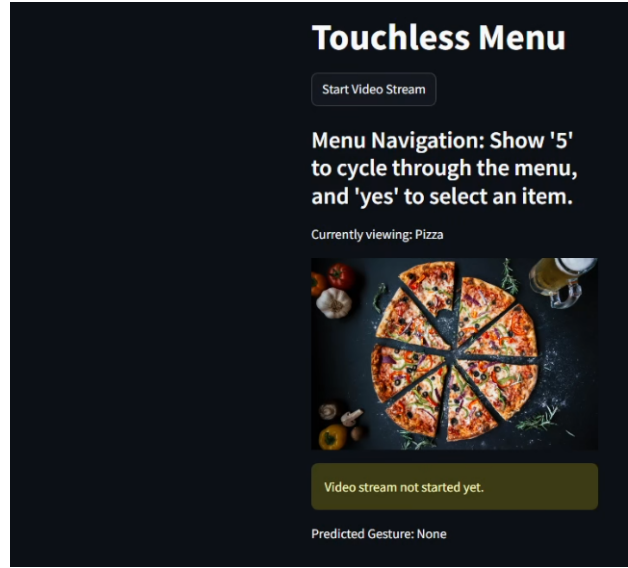 Touchless Menu
Start Video Stream
Menu Navigation: Show '5'
to cycle through the menu,
and 'yes' to select an item.
Currently viewing: Pizza
Video stream not started yet.
Predicted Gesture: None